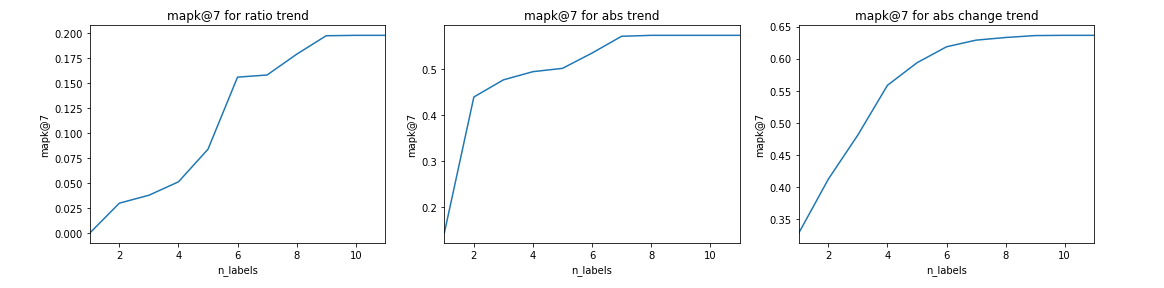 mapk@7 for ratio trend
mapk@7
0.200
0.175
0.150
0.125
0.100
0.075
0.050
0.025
0.000
2 4 6 8 10
n_labels
mapk@7 for abs trend
mapk@7
0.5
0.4
0.3
0.2
2 4 6 8 10
n_labels
mapk@7 for abs change trend
mapk@7
0.65
0.60
0.55
0.50
0.45
0.40
0.35
2 4 6 8 10
n_labels